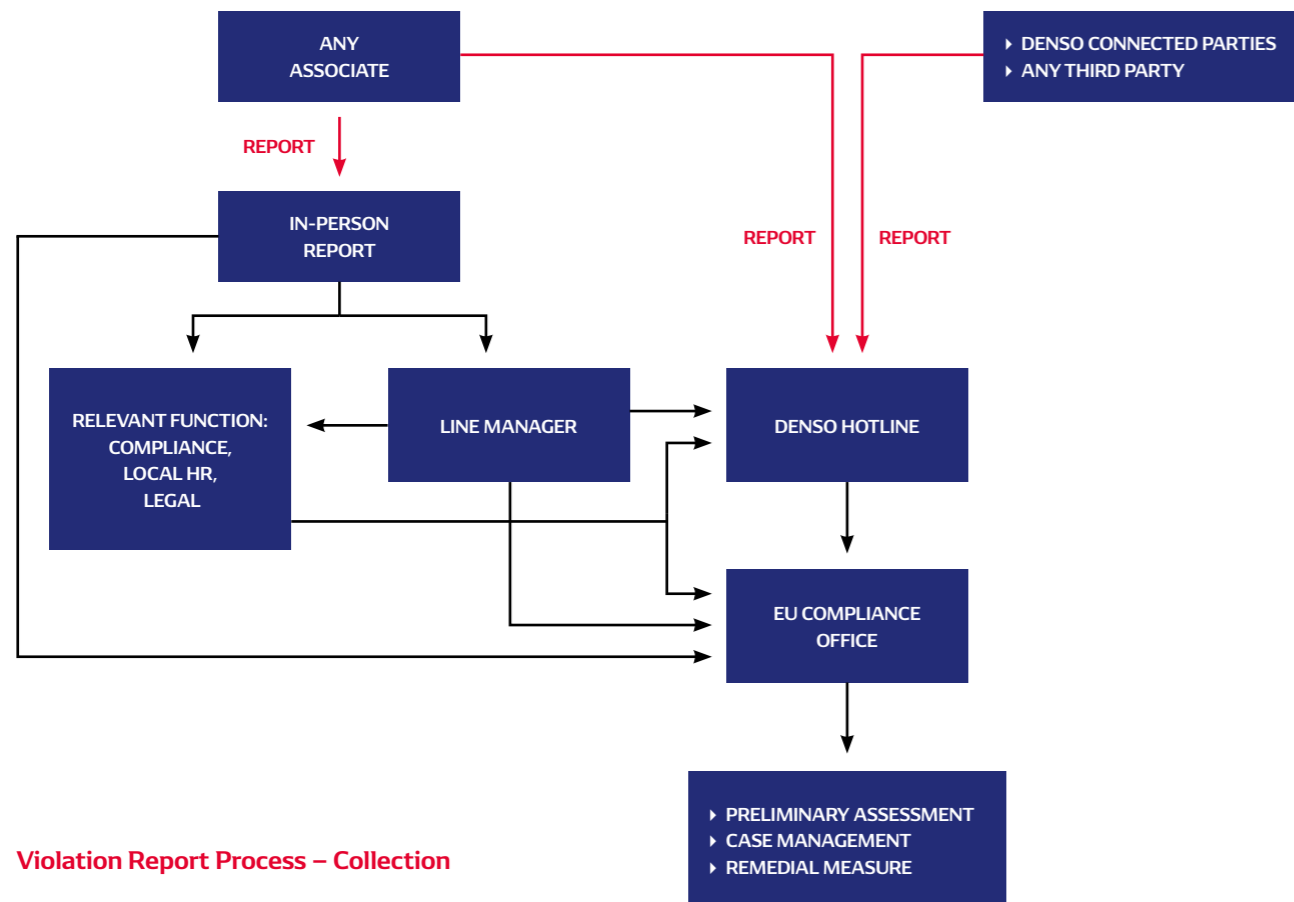 ANY
ASSOCIATE
▸ DENSO CONNECTED PARTIES
▸ ANY THIRD PARTY
REPORT
IN-PERSON
REPORT
REPORT
REPORT
RELEVANT FUNCTION:
COMPLIANCE,
LOCAL HR,
LEGAL
LINE MANAGER
DENSO HOTLINE
EU COMPLIANCE
OFFICE
▸ PRELIMINARY ASSESSMENT
▸ CASE MANAGEMENT
▸ REMEDIAL MEASURE
Violation Report Process – Collection